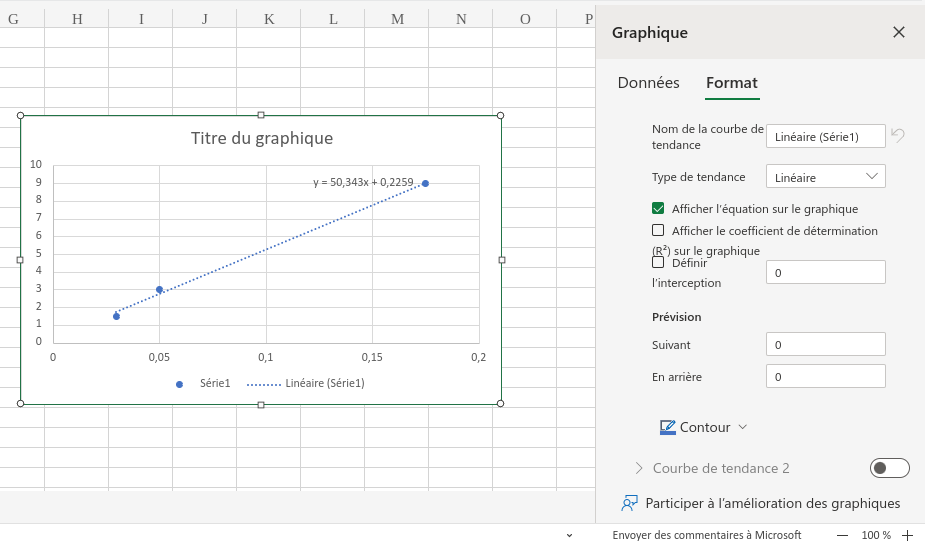 G H I J K L M N O P
Graphique
Données Format
Titre du graphique
10
9
8
7
6
5
4
3
2
1
0
y = 50,343x + 0,2259
0 0,05 0,1 0,15 0,2
Série1 Linéaire (Série1)
Nom de la courbe de
tendance
Linéaire (Série1)
Type de tendance Linéaire
Afficher l'équation sur le graphique
Afficher le coefficient de détermination
(R²) sur le graphique
Définir
l'interception
0
Prévision
Suivant 0
En arrière 0
Contour
Courbe de tendance 2
Participer à l'amélioration des graphiques
Envoyer des commentaires à Microsoft — 100 % +